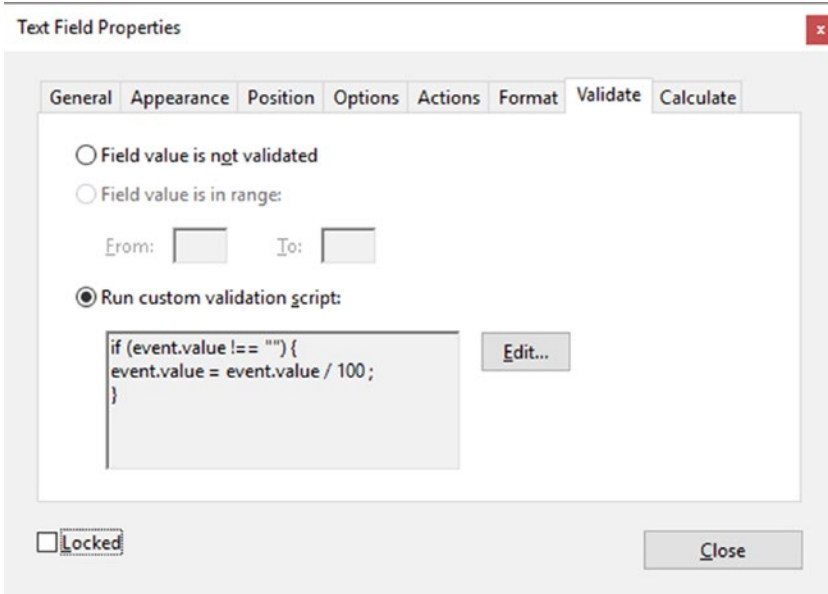 Text Field Properties
x
General Appearance Position Options Actions Format Validate Calculate
Field value is not validated
Field value is in range:
From: To:
Run custom validation script:
if (event.value !== "") {
event.value = event.value / 100 ;
}
Edit...
Locked
Close